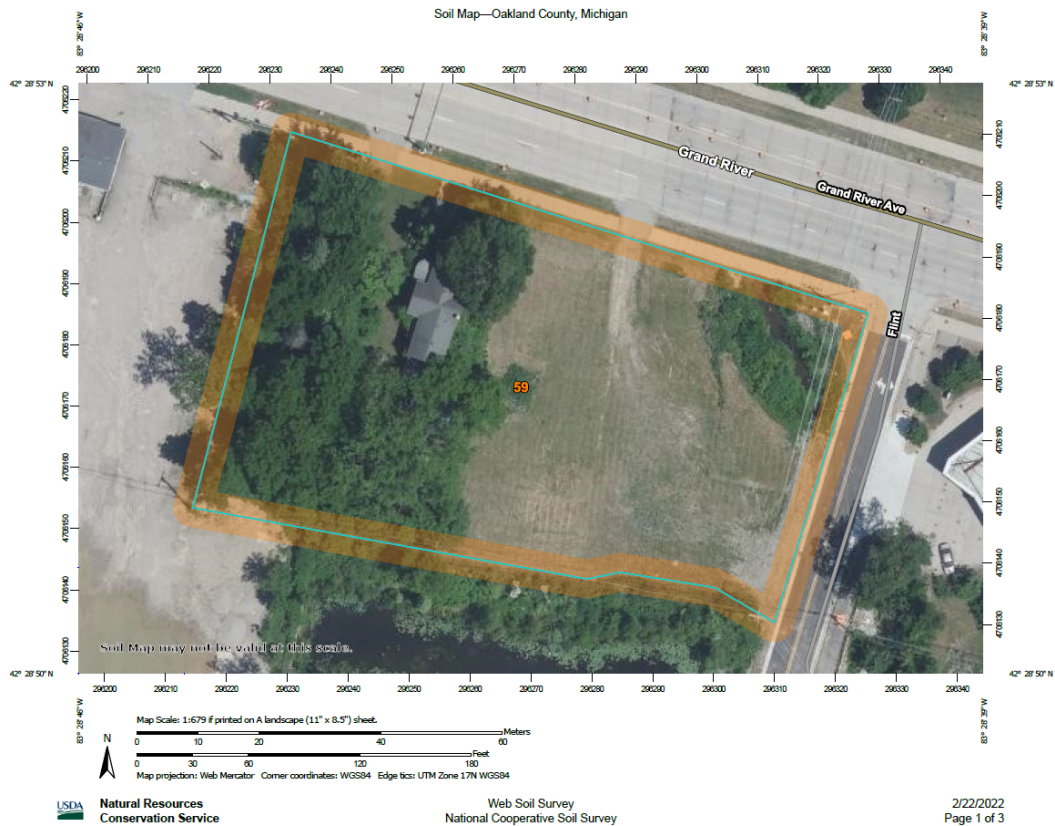 Soil Map—Oakland County, Michigan
83° 28' 46'' W
83° 28' 39'' W
296200 296210 296220 296230 296240 296250 296260 296270 296280 296290 296300 296310 296320 296330 296340
42° 28' 53'' N
42° 28' 53'' N
4706220
4706210
4706200
4706190
4706180
4706170
4706160
4706150
4706140
4706130
4706210
4706200
4706190
4706180
4706170
4706160
4706150
4706140
4706130
Grand River
Grand River Ave
Flint
59
Soil Map may not be valid at this scale.
42° 28' 50'' N
42° 28' 50'' N
296200 296210 296220 296230 296240 296250 296260 296270 296280 296290 296300 296310 296320 296330 296340
83° 28' 46'' W
83° 28' 39'' W
Map Scale: 1:679 if printed on A landscape (11" x 8.5") sheet.
N
Meters
0 10 20 40 60
Feet
0 30 60 120 180
Map projection: Web Mercator Corner coordinates: WGS84 Edge tics: UTM Zone 17N WGS84
USDA
Natural Resources
Conservation Service
Web Soil Survey
National Cooperative Soil Survey
2/22/2022
Page 1 of 3